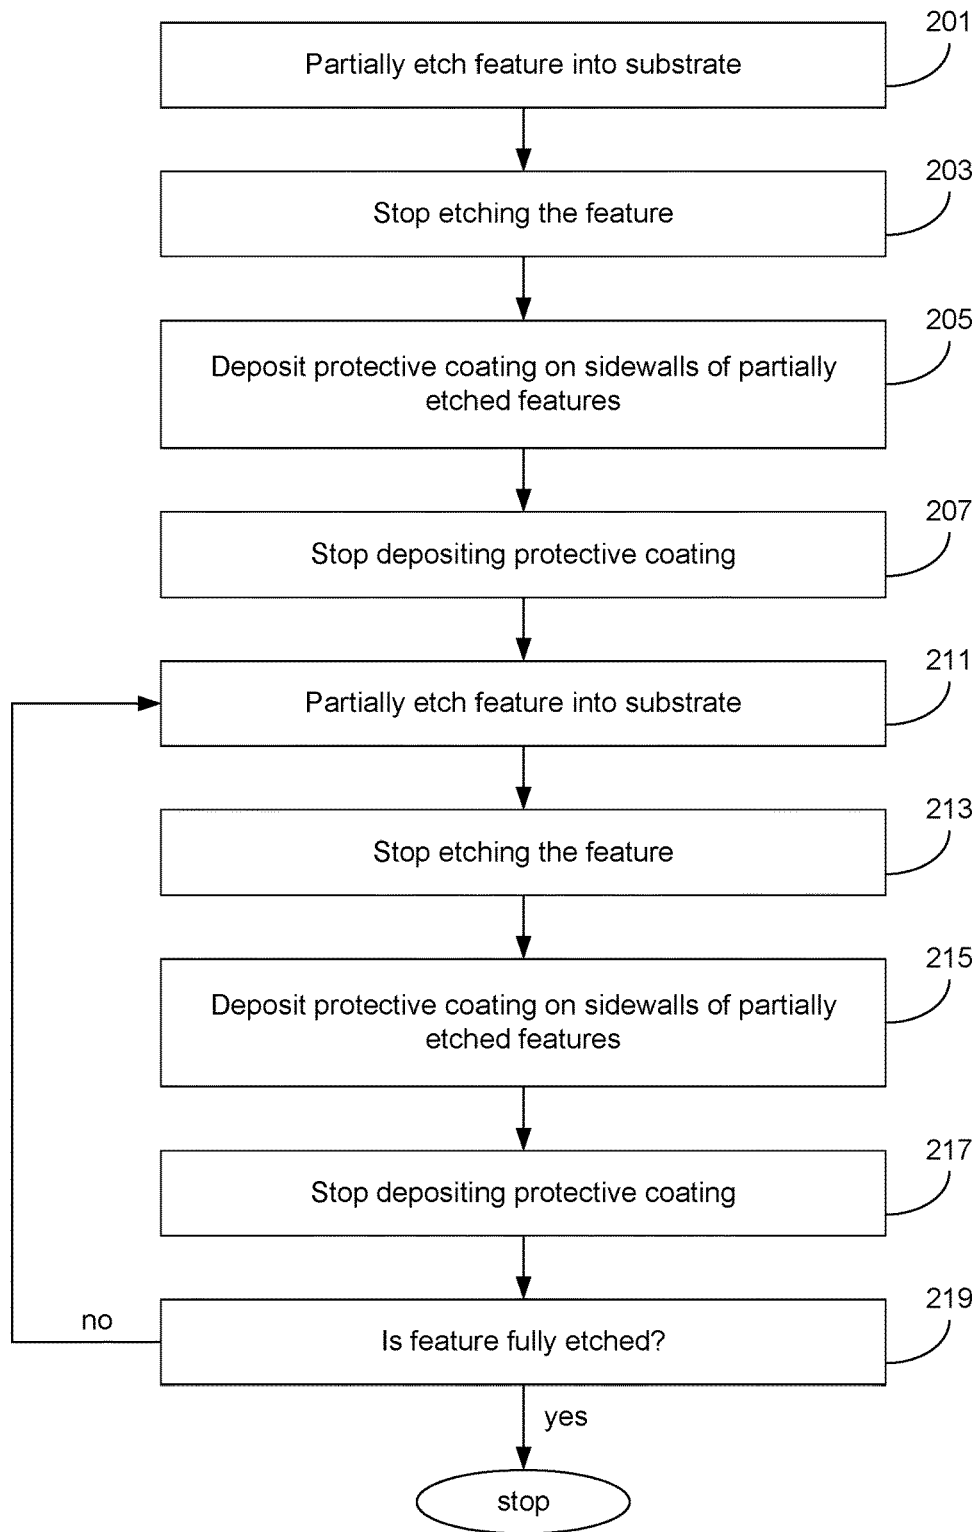 201
Partially etch feature into substrate
203
Stop etching the feature
205
Deposit protective coating on sidewalls of partially
etched features
207
Stop depositing protective coating
211
Partially etch feature into substrate
213
Stop etching the feature
215
Deposit protective coating on sidewalls of partially
etched features
217
Stop depositing protective coating
219
no
Is feature fully etched?
yes
stop